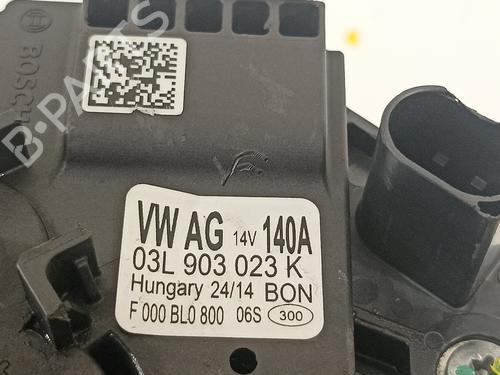 BOSCH
B-PARTS
VW AG 14V 140A
03L 903 023 K
Hungary 24/14 BON
F 000 BL0 800 06S 300